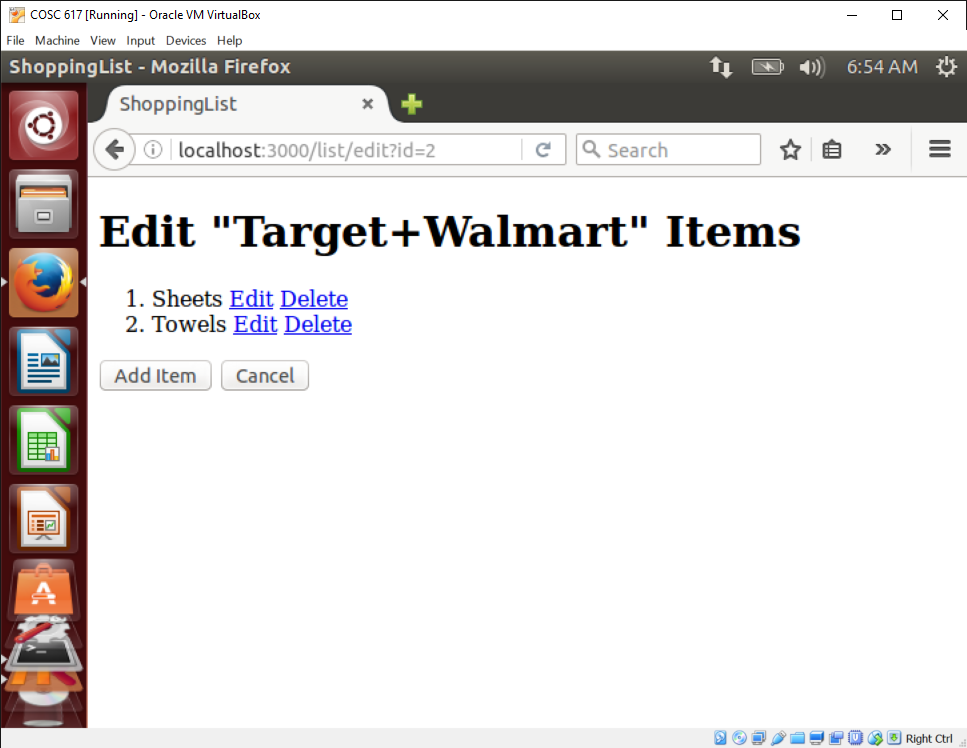 COSC 617 [Running] - Oracle VM VirtualBox
File Machine View Input Devices Help
ShoppingList - Mozilla Firefox 6:54 AM
ShoppingList
localhost:3000/list/edit?id=2 Search
Edit "Target+Walmart" Items
1. Sheets Edit Delete
2. Towels Edit Delete
Add Item Cancel
Right Ctrl